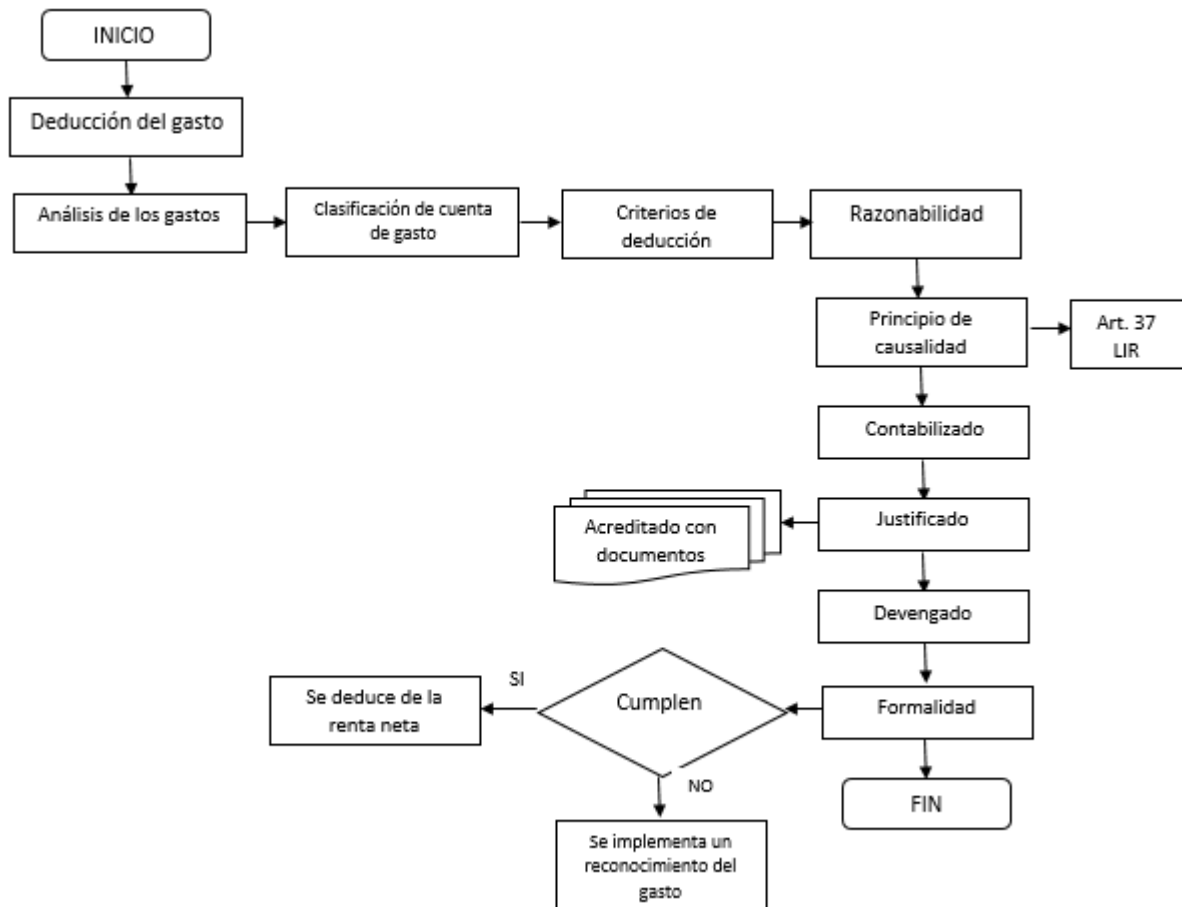 INICIO
Deducción del gasto
Análisis de los gastos
Clasificación de cuenta
de gasto
Criterios de
deducción
Razonabilidad
Principio de
causalidad
Art. 37
LIR
Contabilizado
Justificado
Acreditado con
documentos
Devengado
Formalidad
Cumplen
SI
Se deduce de la
renta neta
NO
Se implementa un
reconocimiento del
gasto
FIN